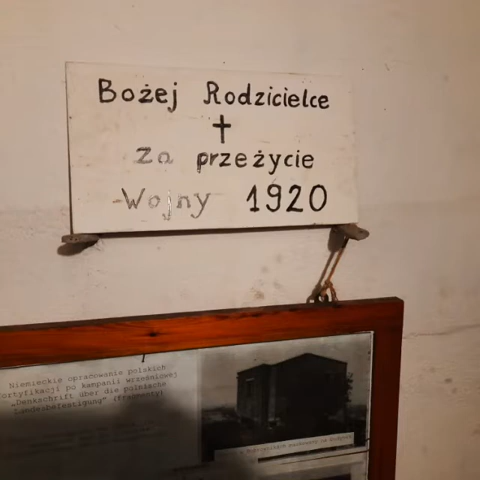 Bożej Rodzicielce
za przeżycie
Wojny 1920
Niemieckie opracowanie polskich
fortyfikacji po kampanii wrześniowej
"Denkschrift über die polnische
Landesbefestigung" (fragmenty)